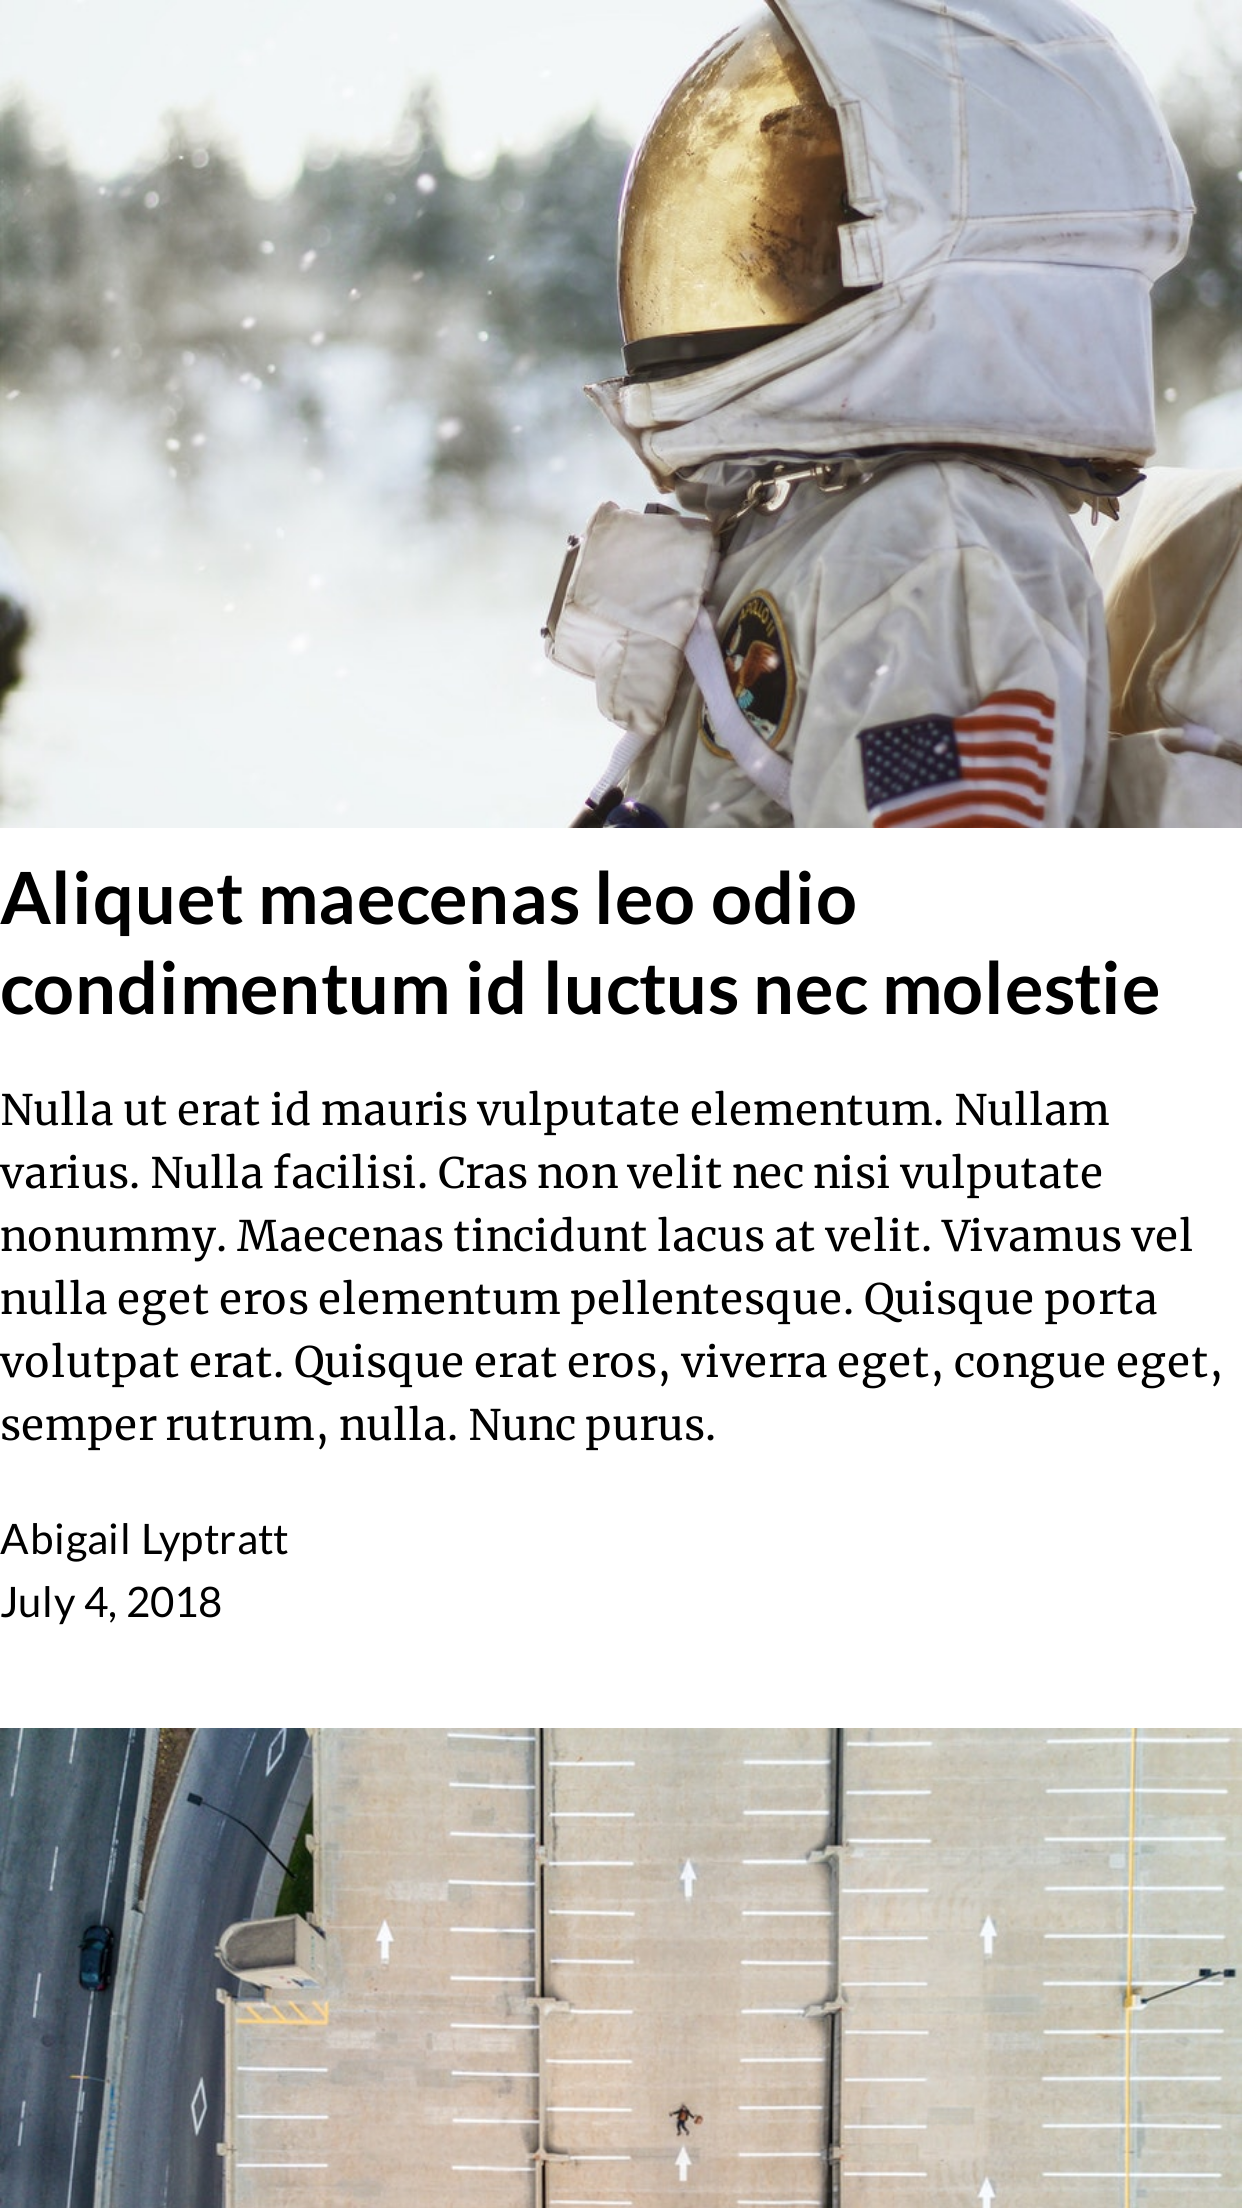 APOLLO 11
Aliquet maecenas leo odio
condimentum id luctus nec molestie
Nulla ut erat id mauris vulputate elementum. Nullam
varius. Nulla facilisi. Cras non velit nec nisi vulputate
nonummy. Maecenas tincidunt lacus at velit. Vivamus vel
nulla eget eros elementum pellentesque. Quisque porta
volutpat erat. Quisque erat eros, viverra eget, congue eget,
semper rutrum, nulla. Nunc purus.
Abigail Lyptratt
July 4, 2018